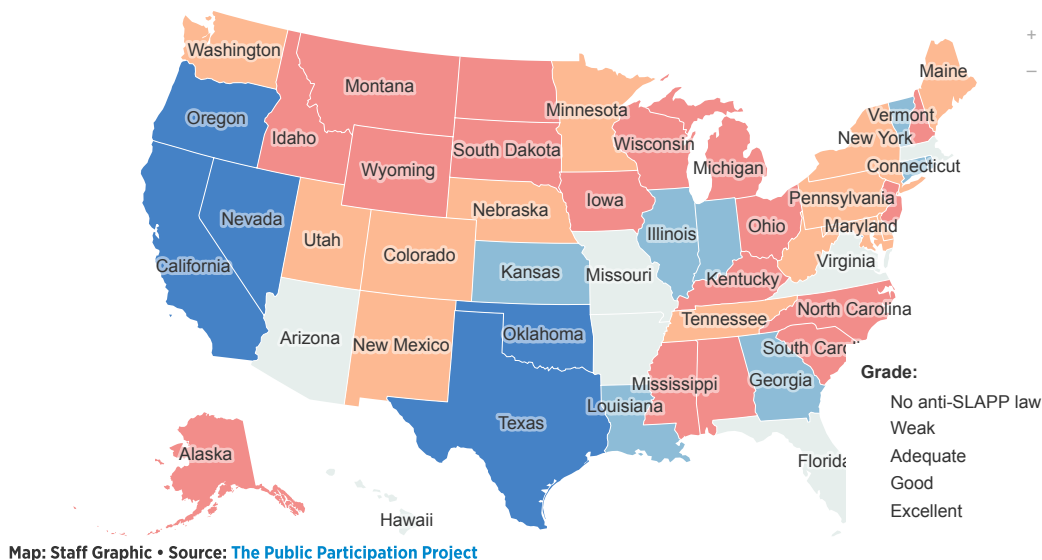 +
Washington
Maine
–
Montana
Minnesota
Vermont
Oregon
Idaho
New York
Wisconsin
South Dakota
Connecticut
Michigan
Wyoming
Pennsylvania
Iowa
Nebraska
Nevada
Ohio
Maryland
Illinois
Utah
Colorado
Virginia
California
Kansas
Missouri
Kentucky
North Carolina
Tennessee
Oklahoma
Arizona
New Mexico
South Caro
Grade:
Georgia
Mississippi
No anti-SLAPP law
Louisiana
Texas
Weak
Alaska
Adequate
Florida
Good
Excellent
Hawaii
Map: Staff Graphic • Source: The Public Participation Project